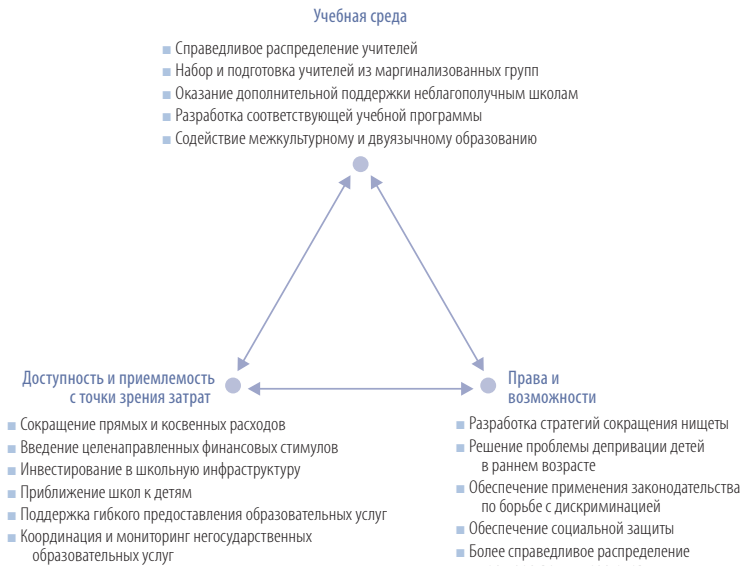 Учебная среда
■ Справедливое распределение учителей
■ Набор и подготовка учителей из маргинализованных групп
■ Оказание дополнительной поддержки неблагополучным школам
■ Разработка соответствующей учебной программы
■ Содействие межкультурному и двуязычному образованию
Доступность и приемлемость
с точки зрения затрат
■ Сокращение прямых и косвенных расходов
■ Введение целенаправленных финансовых стимулов
■ Инвестирование в школьную инфраструктуру
■ Приближение школ к детям
■ Поддержка гибкого предоставления образовательных услуг
■ Координация и мониторинг негосударственных
образовательных услуг
Права и
возможности
■ Разработка стратегий сокращения нищеты
■ Решение проблемы депривации детей
в раннем возрасте
■ Обеспечение применения законодательства
по борьбе с дискриминацией
■ Обеспечение социальной защиты
■ Более справедливое распределение